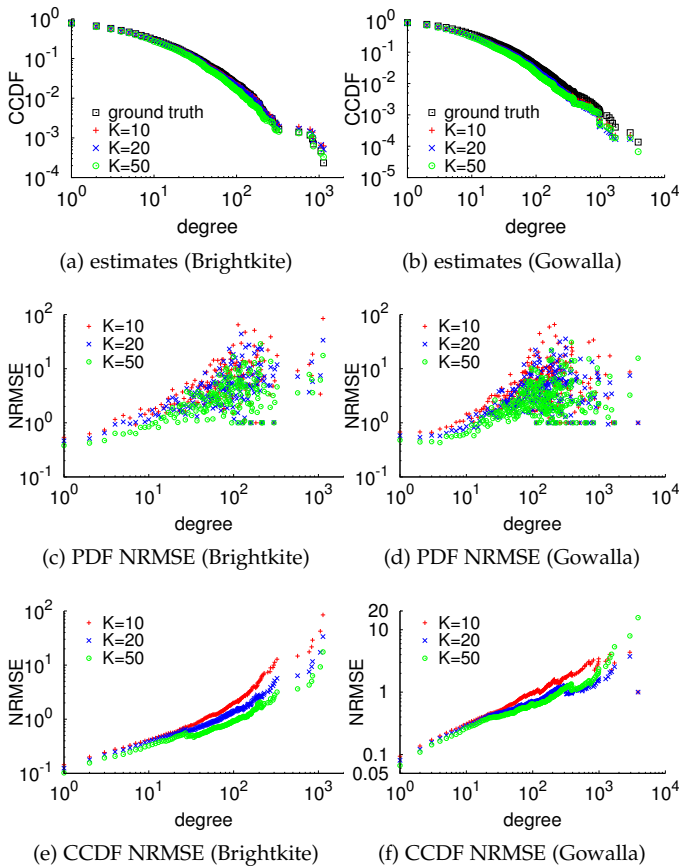 10^0
10^-1
10^-2
10^-3
10^-4
CCDF
ground truth
K=10
K=20
K=50
10^0 10^1 10^2 10^3
degree
(a) estimates (Brightkite)
10^0
10^-1
10^-2
10^-3
10^-4
10^-5
CCDF
ground truth
K=10
K=20
K=50
10^0 10^1 10^2 10^3 10^4
degree
(b) estimates (Gowalla)
10^2
10^1
10^0
10^-1
NRMSE
K=10
K=20
K=50
10^0 10^1 10^2 10^3
degree
(c) PDF NRMSE (Brightkite)
10^2
10^1
10^0
10^-1
NRMSE
K=10
K=20
K=50
10^0 10^1 10^2 10^3 10^4
degree
(d) PDF NRMSE (Gowalla)
10^2
10^1
10^0
10^-1
NRMSE
K=10
K=20
K=50
10^0 10^1 10^2 10^3
degree
(e) CCDF NRMSE (Brightkite)
20
10
1
0.1
0.05
NRMSE
K=10
K=20
K=50
10^0 10^1 10^2 10^3 10^4
degree
(f) CCDF NRMSE (Gowalla)